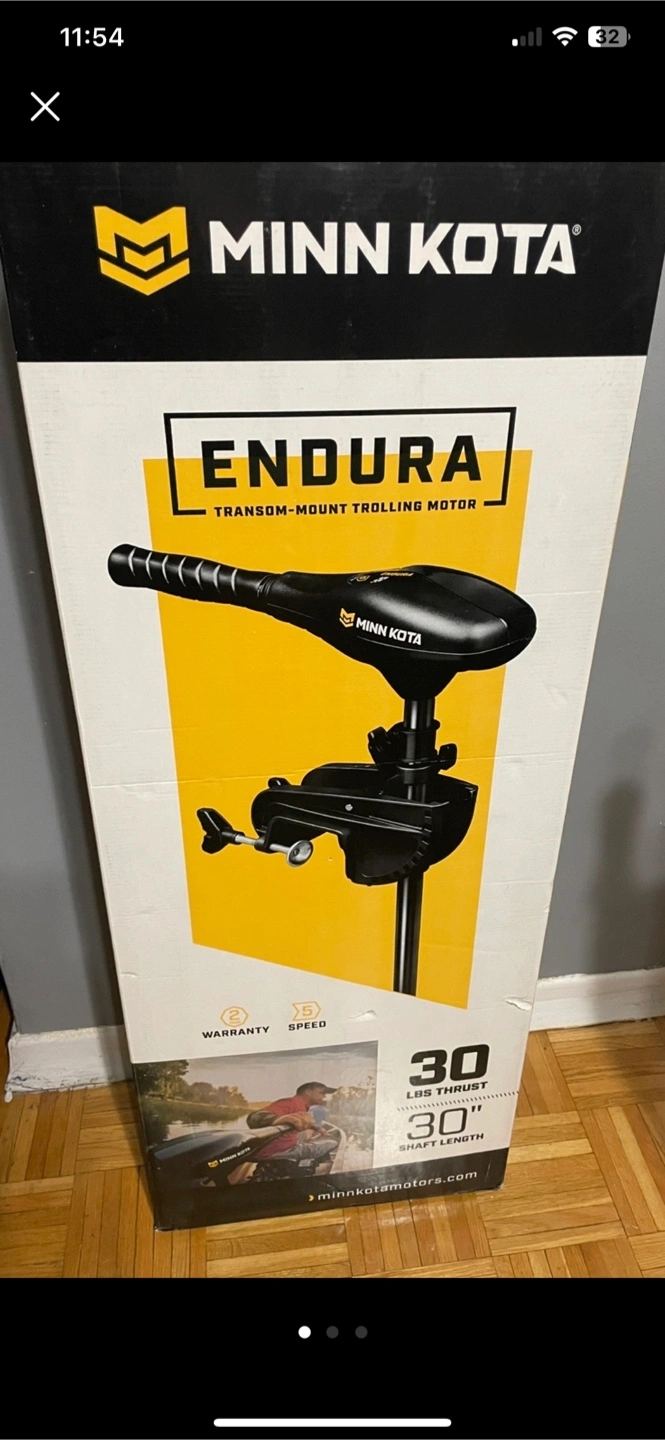 11:54
32
MINN KOTA®
ENDURA
TRANSOM-MOUNT TROLLING MOTOR
ENDURA
MINN KOTA
2
WARRANTY
5
SPEED
30
LBS THRUST
30"
SHAFT LENGTH
MINN KOTA
minnkotamotors.com